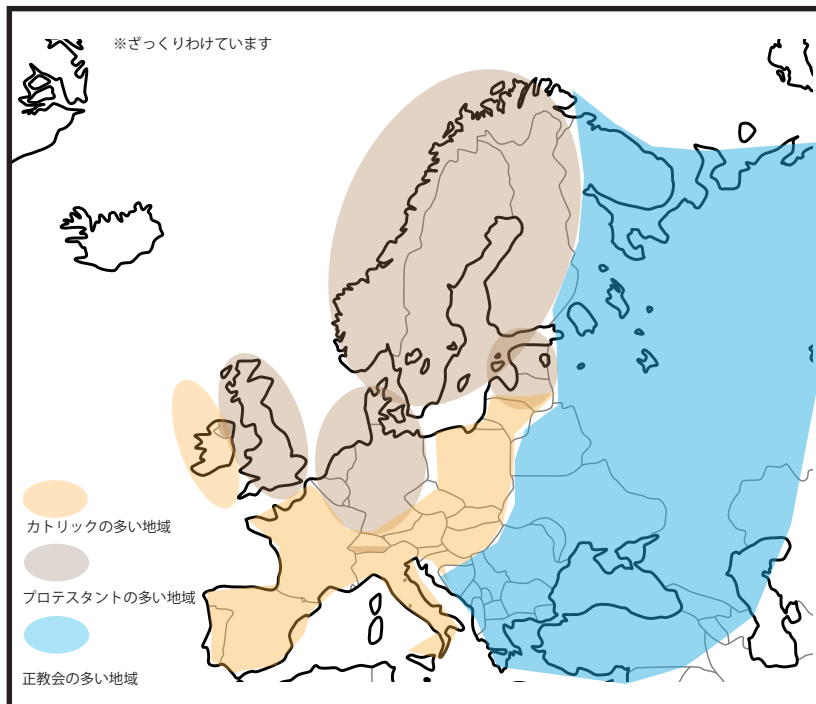 ※ざっくりわけています
カトリックの多い地域
プロテスタントの多い地域
正教会の多い地域